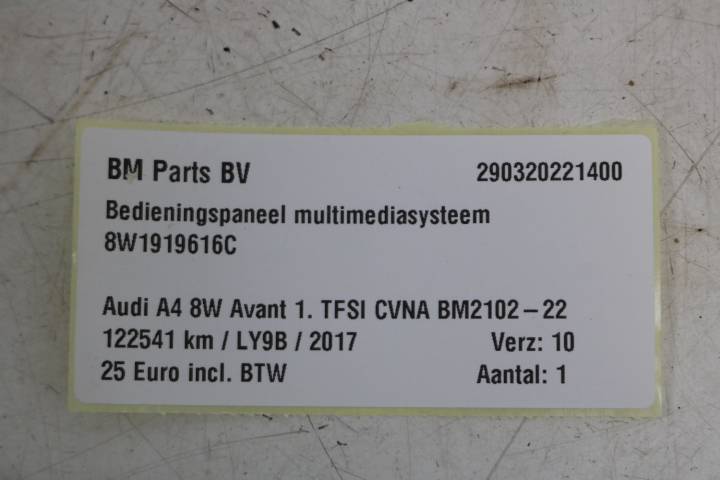 BM Parts BV 290320221400
Bedieningspaneel multimediasysteem
8W1919616C
Audi A4 8W Avant 1. TFSI CVNA BM2102-22
122541 km / LY9B / 2017 Verz: 10
25 Euro incl. BTW Aantal: 1